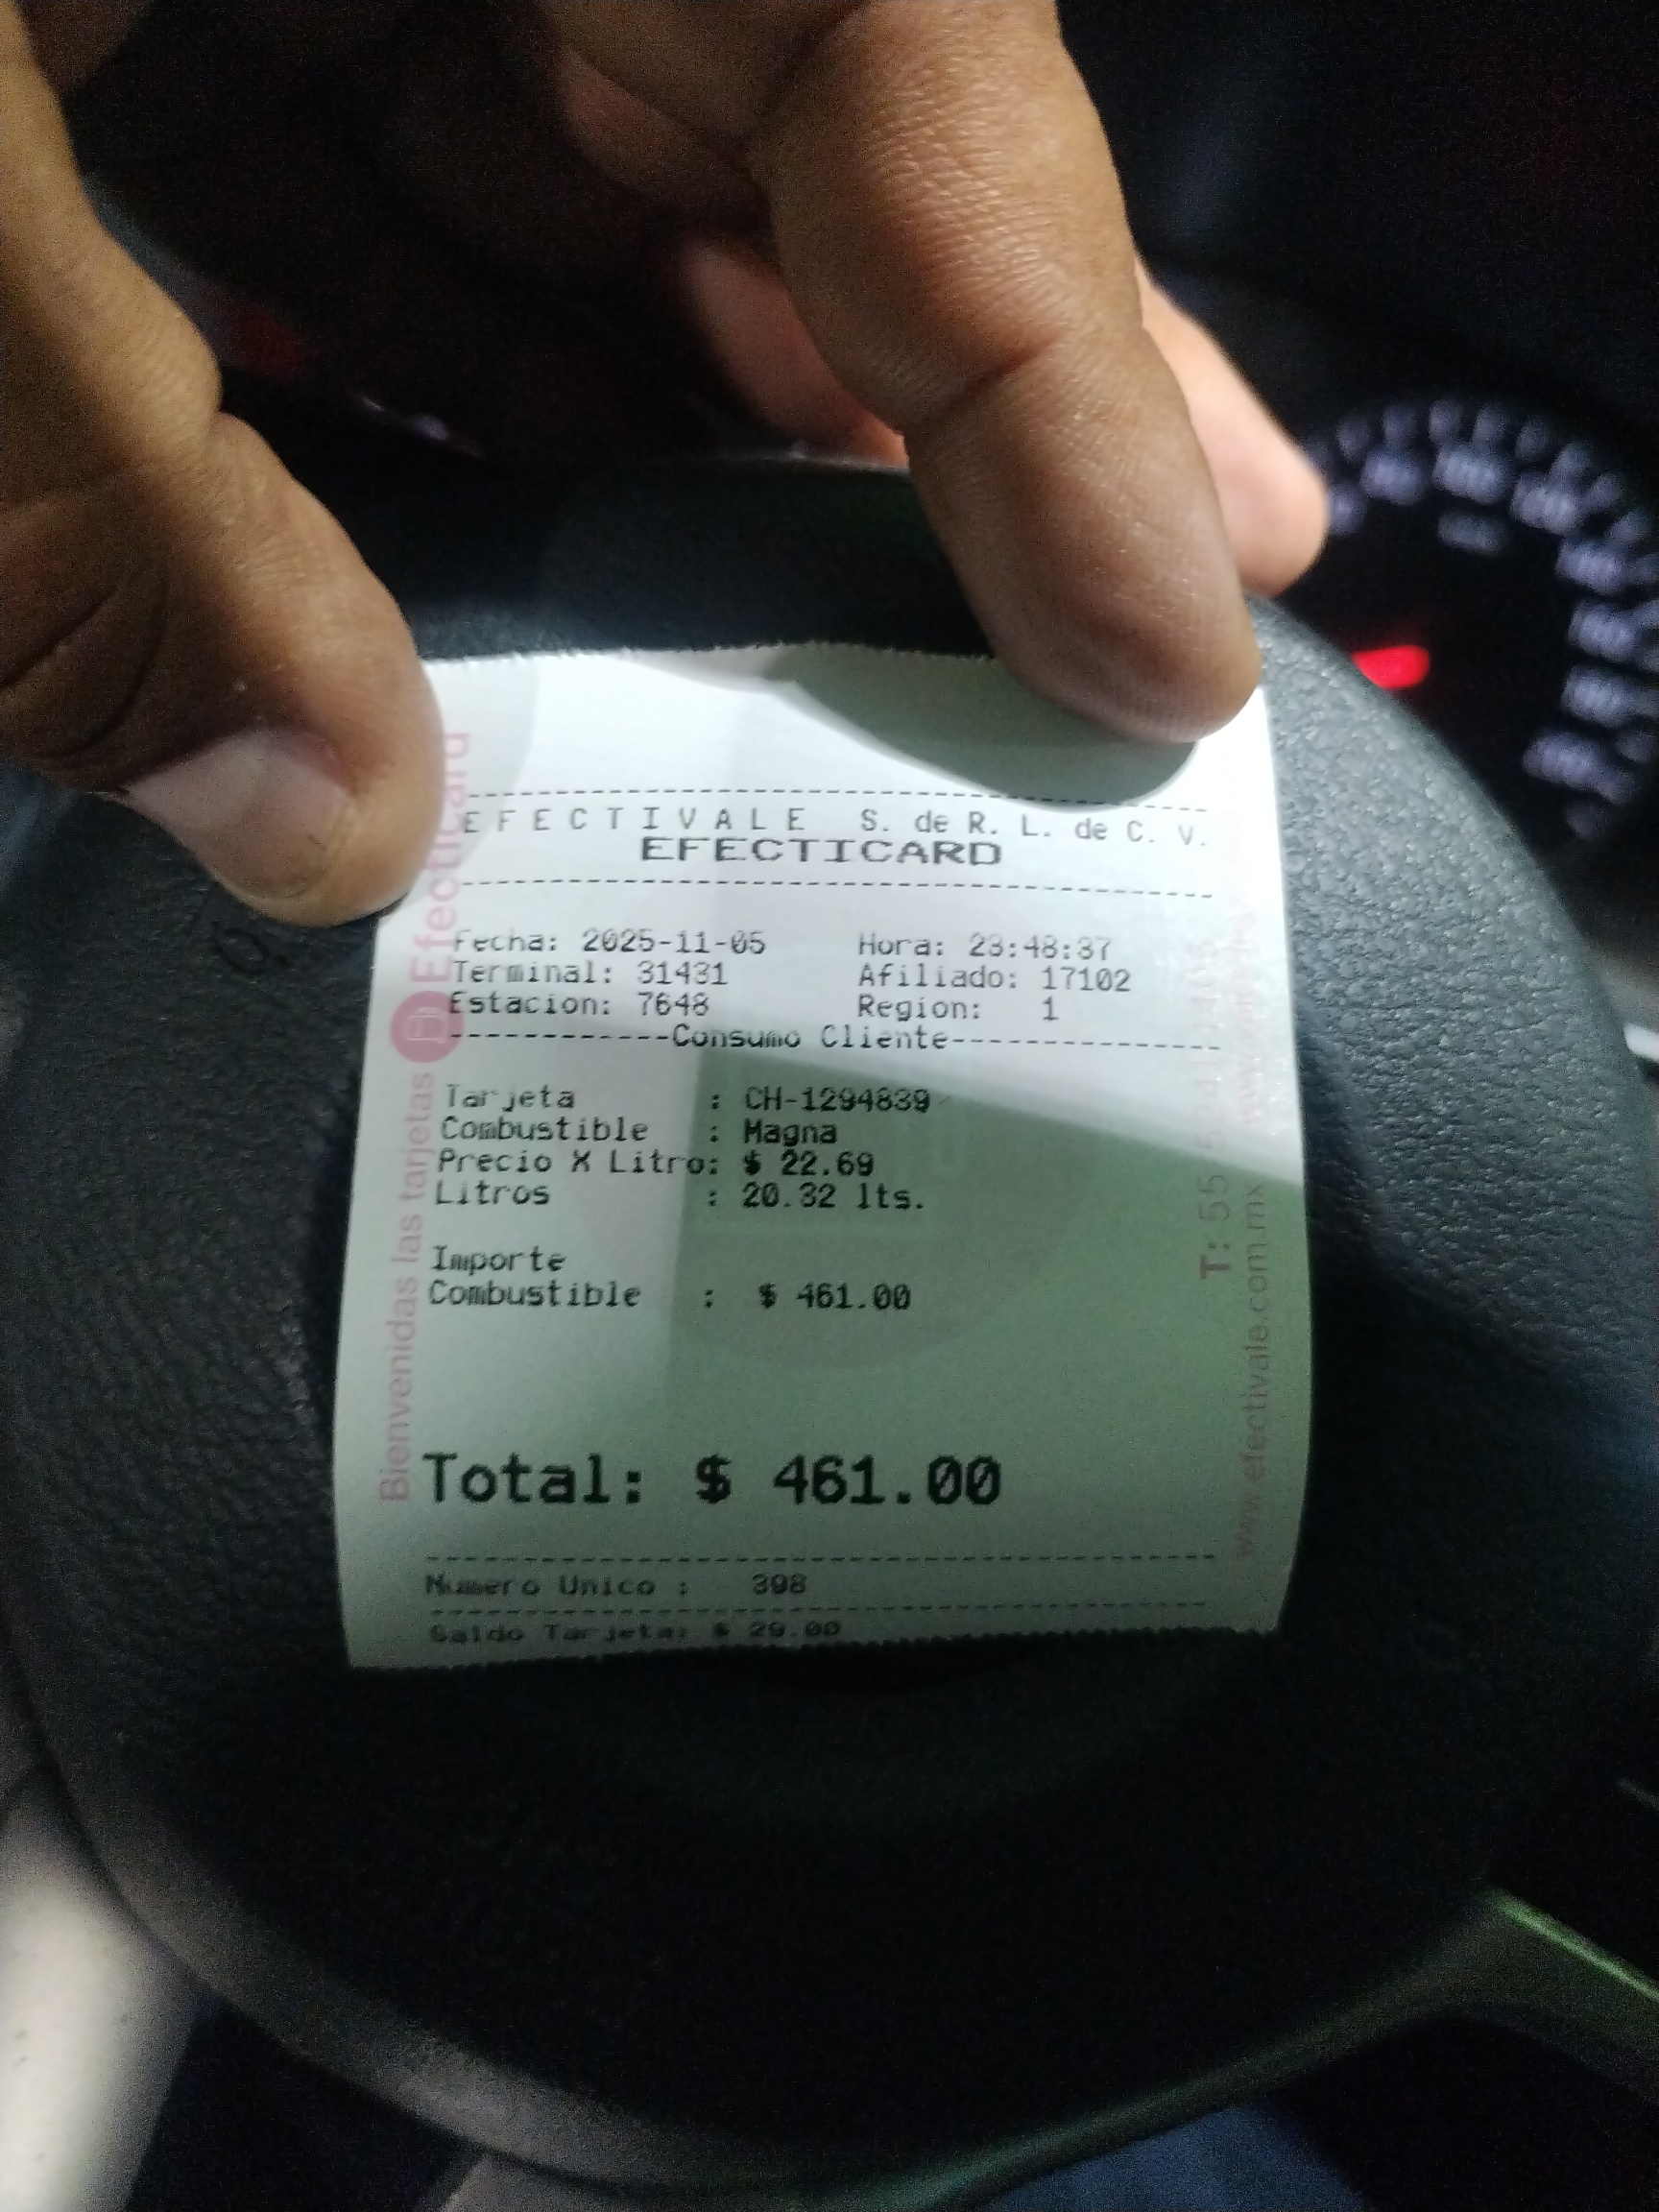 EFECTIVALE S. de R. L. de C. V.
EFECTICARD
Fecha: 2025-11-05 Hora: 23:48:37
Terminal: 31431 Afiliado: 17102
Estacion: 7648 Region: 1
------------Consumo Cliente---------------
Tarjeta : CH-1294839
Combustible : Magna
Precio X Litro: $ 22.69
Litros : 20.32 lts.
Importe
Combustible : $ 461.00
Total: $ 461.00
Numero Unico : 398
Saldo Tarjeta: $ 29.00
Bienvenidas las tarjetas Efecticard
T: 55
www.efectivale.com.mx